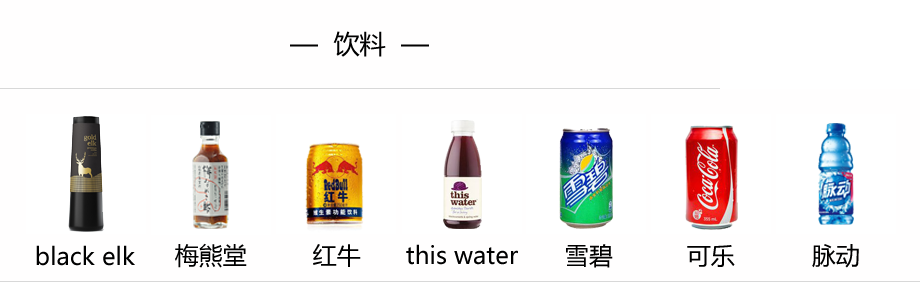 — 饮料 —
gold
elk
RedBull
红牛
维生素功能饮料
this
water
雪碧
Coca-Cola
脉动
black elk
梅熊堂
红牛
this water
雪碧
可乐
脉动